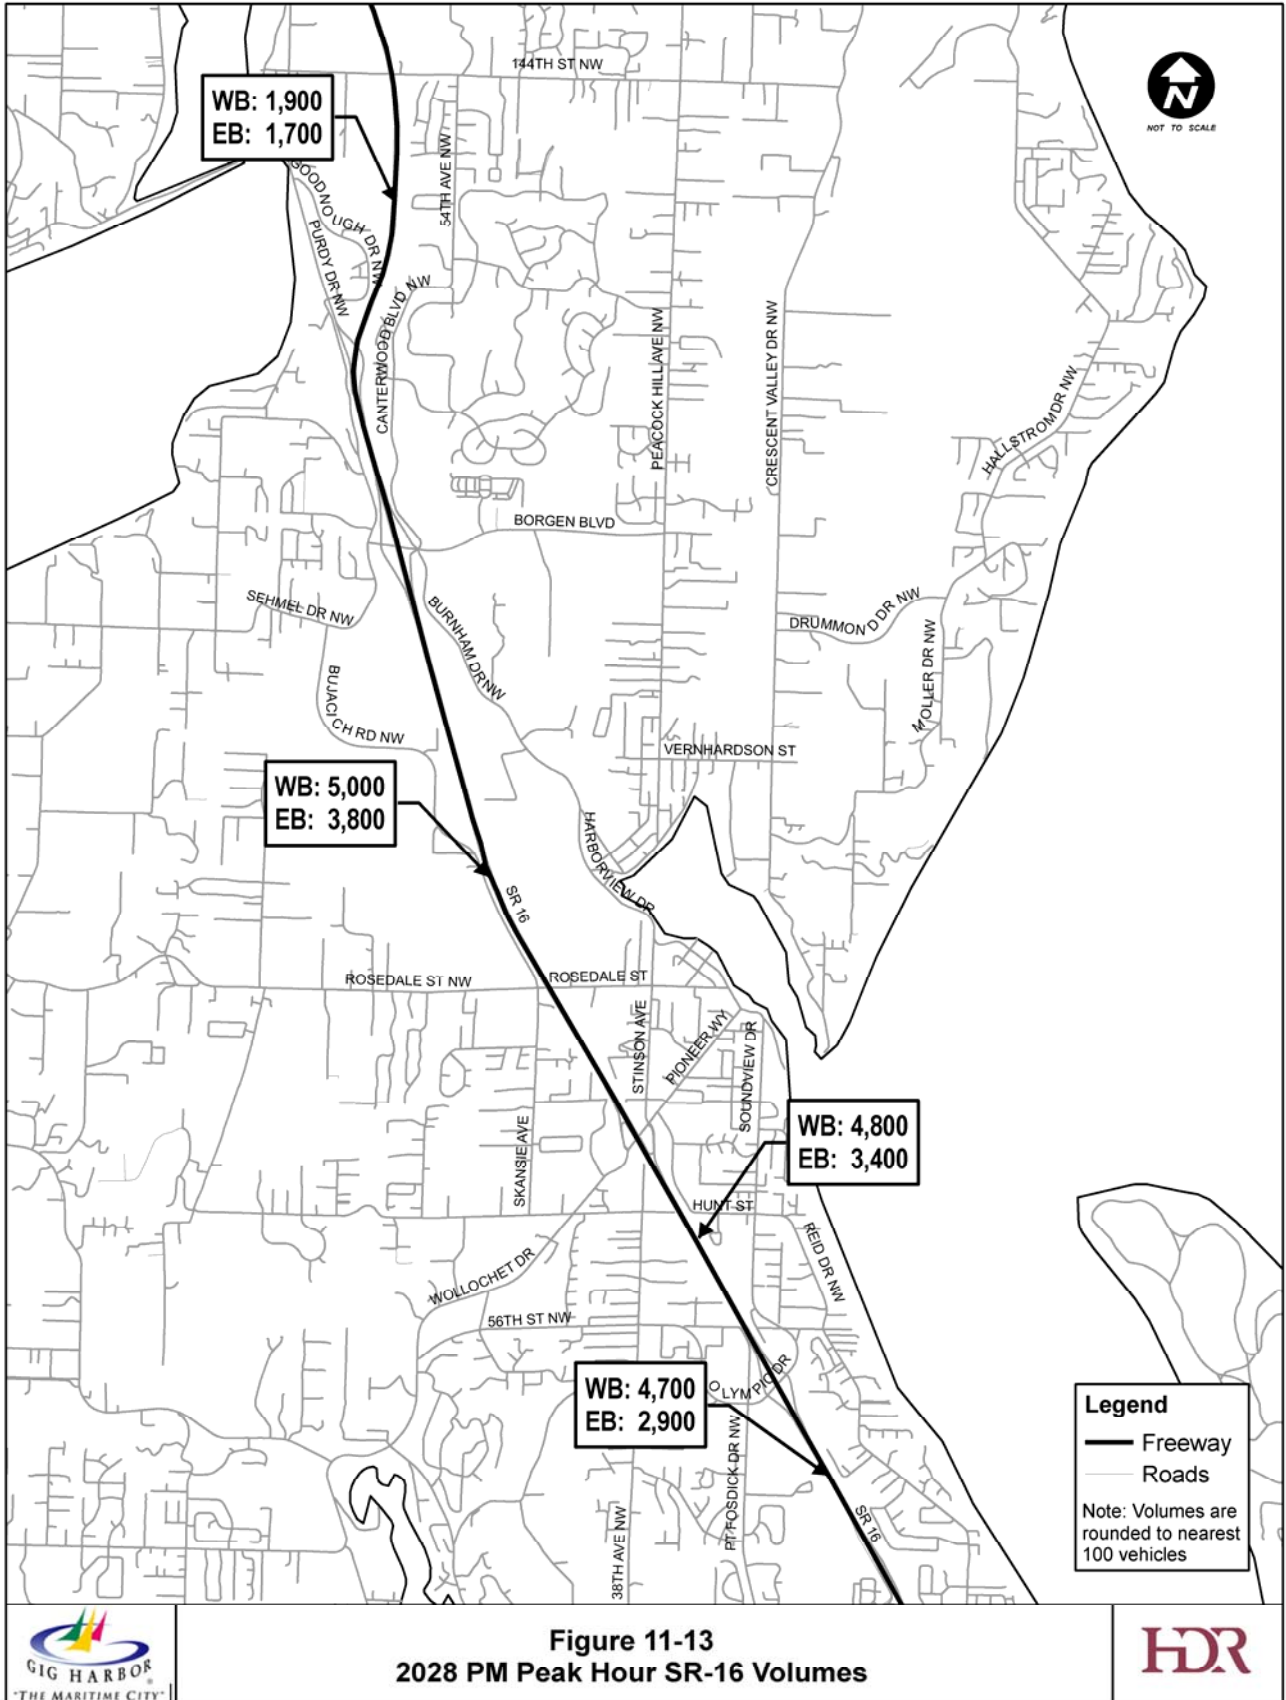 144TH ST NW
N
NOT TO SCALE
WB: 1,900
EB: 1,700
54TH AVE NW
GOODNOUGH DR NW
PURDY DR NW
CANTERWOOD BLVD NW
PEACOCK HILL AVE NW
CRESCENT VALLEY DR NW
HALLSTROM DR NW
BORGEN BLVD
SEHMEL DR NW
BURNHAM DR NW
DRUMMOND DR NW
MOLLER DR NW
BUJACICH RD NW
VERNHARDSON ST
WB: 5,000
EB: 3,800
HARBORVIEW DR
SR 16
ROSEDALE ST NW
ROSEDALE ST
STINSON AVE
PIONEER WY
SOUNDVIEW DR
SKANSIE AVE
WB: 4,800
EB: 3,400
HUNT ST
REID DR NW
WOLLOCHET DR
56TH ST NW
WB: 4,700
EB: 2,900
OLYMPIC DR
PT FOSDICK DR NW
38TH AVE NW
SR 16
Legend
Freeway
Roads
Note: Volumes are
rounded to nearest
100 vehicles
GIG HARBOR
"THE MARITIME CITY"
Figure 11-13
2028 PM Peak Hour SR-16 Volumes
HDR